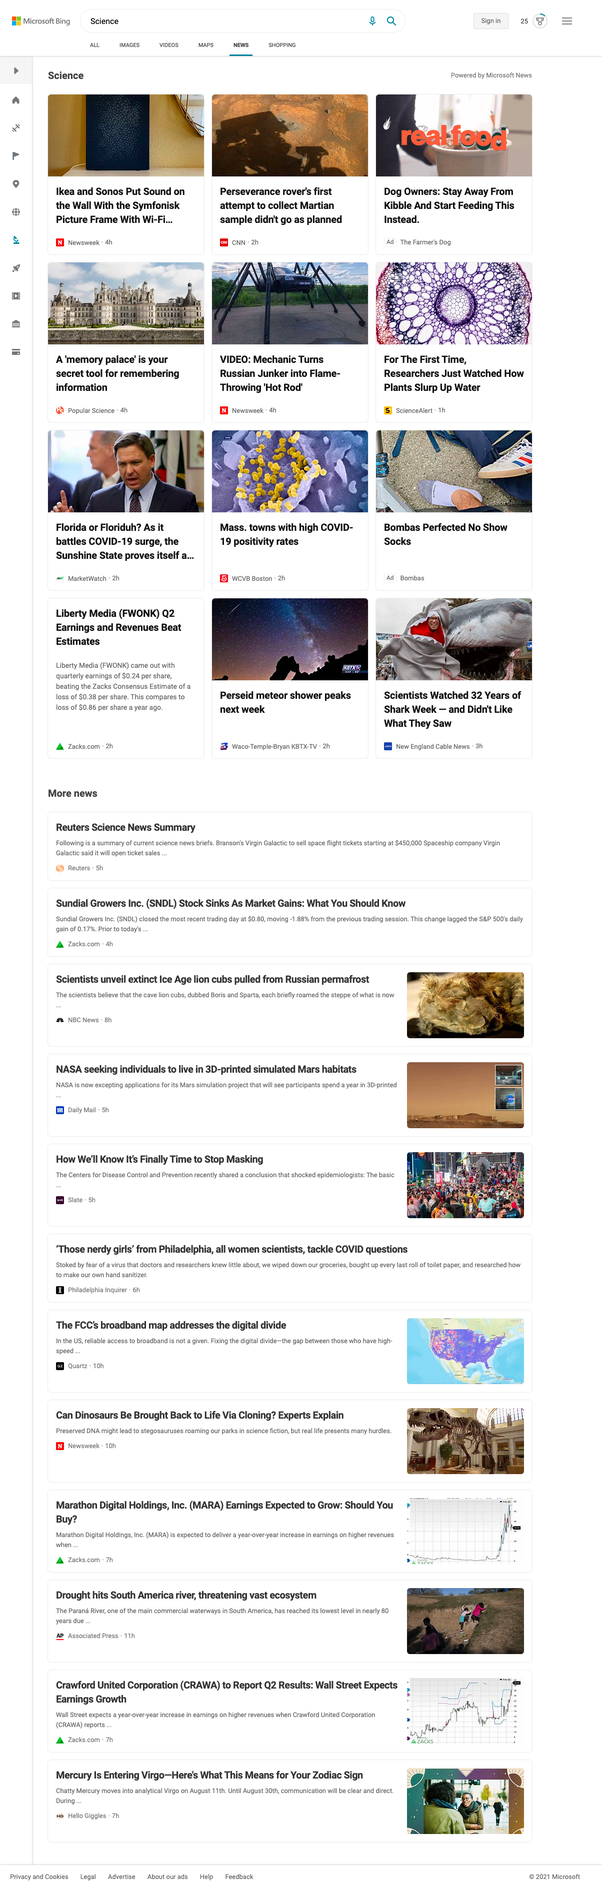 Microsoft Bing
Science
Sign in
25
ALL
IMAGES
VIDEOS
MAPS
NEWS
SHOPPING
Science
Powered by Microsoft News
Ikea and Sonos Put Sound on
the Wall With the Symfonisk
Picture Frame With Wi-Fi...
Newsweek · 4h
Perseverance rover's first
attempt to collect Martian
sample didn't go as planned
CNN · 2h
real food
Dog Owners: Stay Away From
Kibble And Start Feeding This
Instead.
Ad The Farmer's Dog
A 'memory palace' is your
secret tool for remembering
information
Popular Science · 4h
VIDEO: Mechanic Turns
Russian Junker into Flame-
Throwing 'Hot Rod'
Newsweek · 4h
For The First Time,
Researchers Just Watched How
Plants Slurp Up Water
ScienceAlert · 1h
Florida or Floriduh? As it
battles COVID-19 surge, the
Sunshine State proves itself a...
MarketWatch · 2h
Mass. towns with high COVID-
19 positivity rates
WCVB Boston · 2h
Bombas Perfected No Show
Socks
Ad Bombas
Liberty Media (FWONK) Q2
Earnings and Revenues Beat
Estimates
Liberty Media (FWONK) came out with
quarterly earnings of $0.24 per share,
beating the Zacks Consensus Estimate of a
loss of $0.38 per share. This compares to
loss of $0.86 per share a year ago.
Zacks.com · 2h
Perseid meteor shower peaks
next week
Waco-Temple-Bryan KBTX-TV · 2h
Scientists Watched 32 Years of
Shark Week — and Didn't Like
What They Saw
New England Cable News · 3h
More news
Reuters Science News Summary
Following is a summary of current science news briefs. Branson's Virgin Galactic to sell space flight tickets starting at $450,000 Spaceship company Virgin
Galactic said it will open ticket sales ...
Reuters · 5h
Sundial Growers Inc. (SNDL) Stock Sinks As Market Gains: What You Should Know
Sundial Growers Inc. (SNDL) closed the most recent trading day at $0.80, moving -1.88% from the previous trading session. This change lagged the S&P 500's daily
gain of 0.17%. Prior to today's ...
Zacks.com · 4h
Scientists unveil extinct Ice Age lion cubs pulled from Russian permafrost
The scientists believe that the cave lion cubs, dubbed Boris and Sparta, each briefly roamed the steppe of what is now
...
NBC News · 8h
NASA seeking individuals to live in 3D-printed simulated Mars habitats
NASA is now excepting applications for its Mars simulation project that will see participants spend a year in 3D-printed
...
Daily Mail · 5h
How We'll Know It's Finally Time to Stop Masking
The Centers for Disease Control and Prevention recently shared a conclusion that shocked epidemiologists: The basic
...
Slate · 5h
'Those nerdy girls' from Philadelphia, all women scientists, tackle COVID questions
Stoked by fear of a virus that doctors and researchers knew little about, we wiped down our groceries, bought up every last roll of toilet paper, and researched how
to make our own hand sanitizer.
Philadelphia Inquirer · 6h
The FCC's broadband map addresses the digital divide
In the US, reliable access to broadband is not a given. Fixing the digital divide—the gap between those who have high-
speed ...
Quartz · 10h
Can Dinosaurs Be Brought Back to Life Via Cloning? Experts Explain
Preserved DNA might lead to stegosauruses roaming our parks in science fiction, but real life presents many hurdles.
Newsweek · 10h
Marathon Digital Holdings, Inc. (MARA) Earnings Expected to Grow: Should You
Buy?
Marathon Digital Holdings, Inc. (MARA) is expected to deliver a year-over-year increase in earnings on higher revenues
when ...
Zacks.com · 7h
Drought hits South America river, threatening vast ecosystem
The Paraná River, one of the main commercial waterways in South America, has reached its lowest level in nearly 80
years due ...
Associated Press · 11h
Crawford United Corporation (CRAWA) to Report Q2 Results: Wall Street Expects
Earnings Growth
Wall Street expects a year-over-year increase in earnings on higher revenues when Crawford United Corporation
(CRAWA) reports ...
Zacks.com · 7h
ZACKS
Mercury Is Entering Virgo—Here's What This Means for Your Zodiac Sign
Chatty Mercury moves into analytical Virgo on August 11th. Until August 30th, communication will be clear and direct.
During ...
Hello Giggles · 7h
Privacy and Cookies
Legal
Advertise
About our ads
Help
Feedback
© 2021 Microsoft